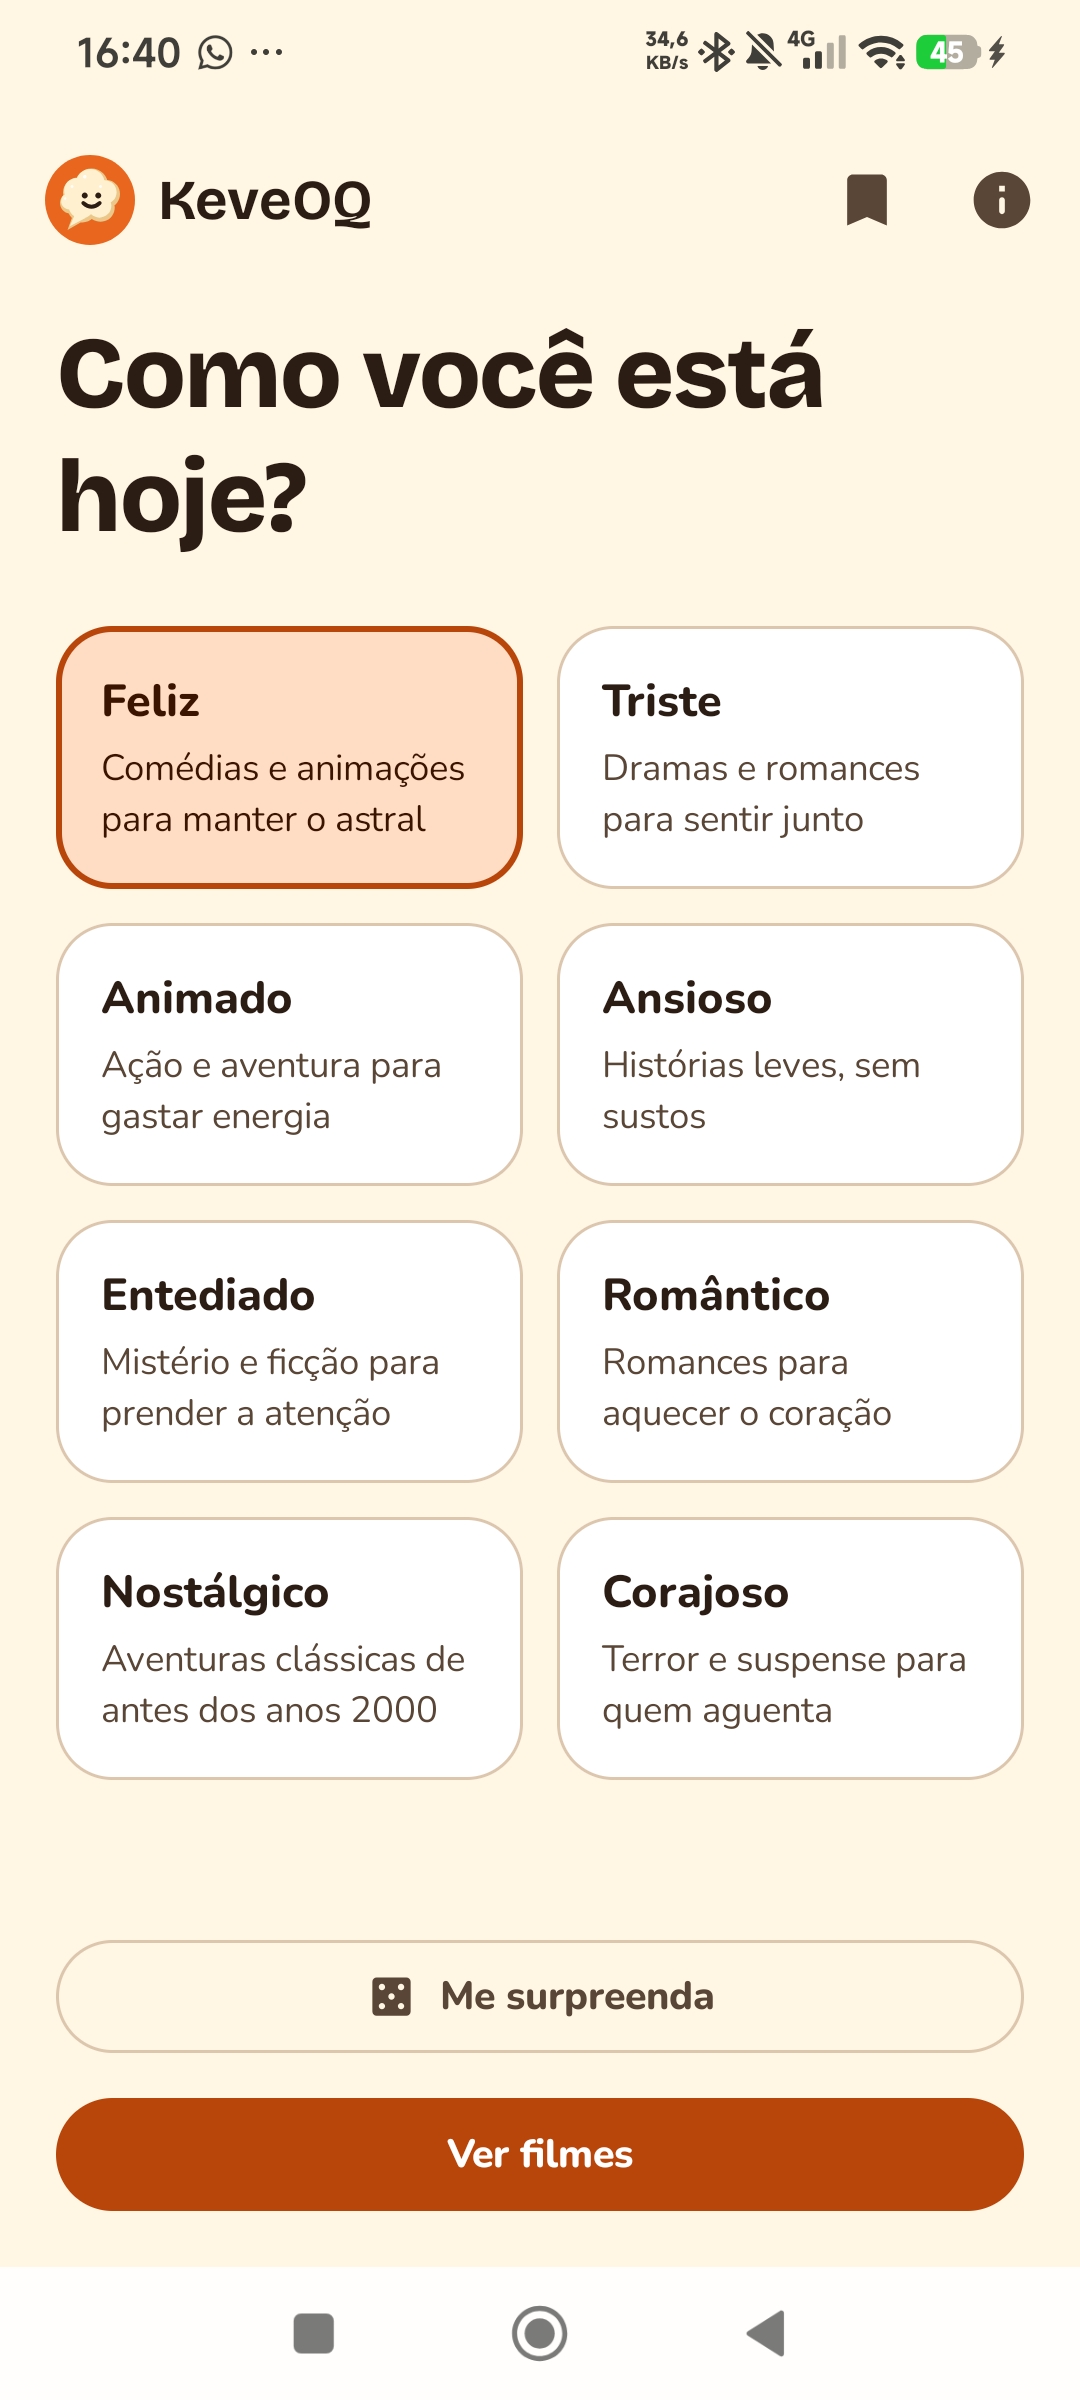 16:40
34,6
KB/s
4G
45
KeveOQ
Como você está
hoje?
Feliz
Comédias e animações
para manter o astral
Triste
Dramas e romances
para sentir junto
Animado
Ação e aventura para
gastar energia
Ansioso
Histórias leves, sem
sustos
Entediado
Mistério e ficção para
prender a atenção
Romântico
Romances para
aquecer o coração
Nostálgico
Aventuras clássicas de
antes dos anos 2000
Corajoso
Terror e suspense para
quem aguenta
Me surpreenda
Ver filmes